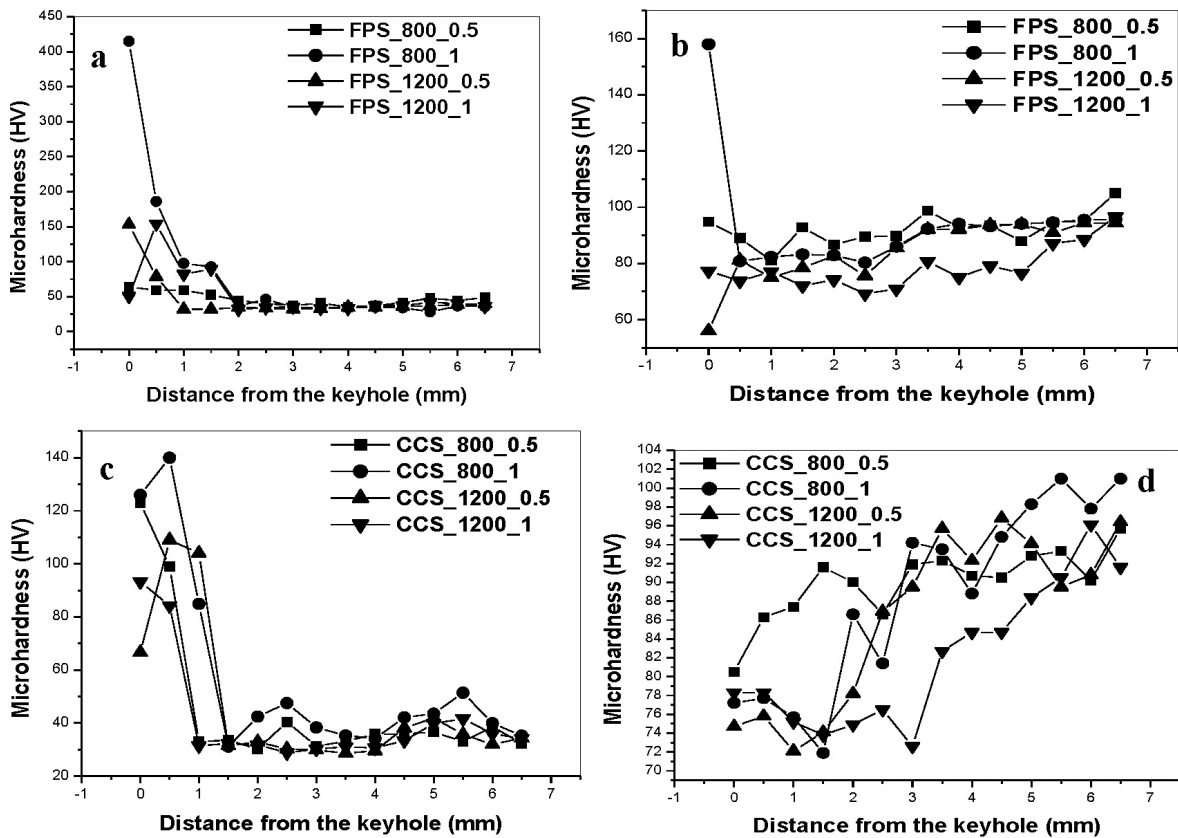 a
FPS_800_0.5
FPS_800_1
FPS_1200_0.5
FPS_1200_1
Microhardness (HV)
450
400
350
300
250
200
150
100
50
0
-1 0 1 2 3 4 5 6 7
Distance from the keyhole (mm)
b
FPS_800_0.5
FPS_800_1
FPS_1200_0.5
FPS_1200_1
Microhardness (HV)
160
140
120
100
80
60
-1 0 1 2 3 4 5 6 7
Distance from the keyhole (mm)
c
CCS_800_0.5
CCS_800_1
CCS_1200_0.5
CCS_1200_1
Microhardness (HV)
140
120
100
80
60
40
20
-1 0 1 2 3 4 5 6 7
Distance from the keyhole (mm)
d
CCS_800_0.5
CCS_800_1
CCS_1200_0.5
CCS_1200_1
Microhardness (HV)
104
102
100
98
96
94
92
90
88
86
84
82
80
78
76
74
72
70
-1 0 1 2 3 4 5 6 7
Distance from the keyhole (mm)